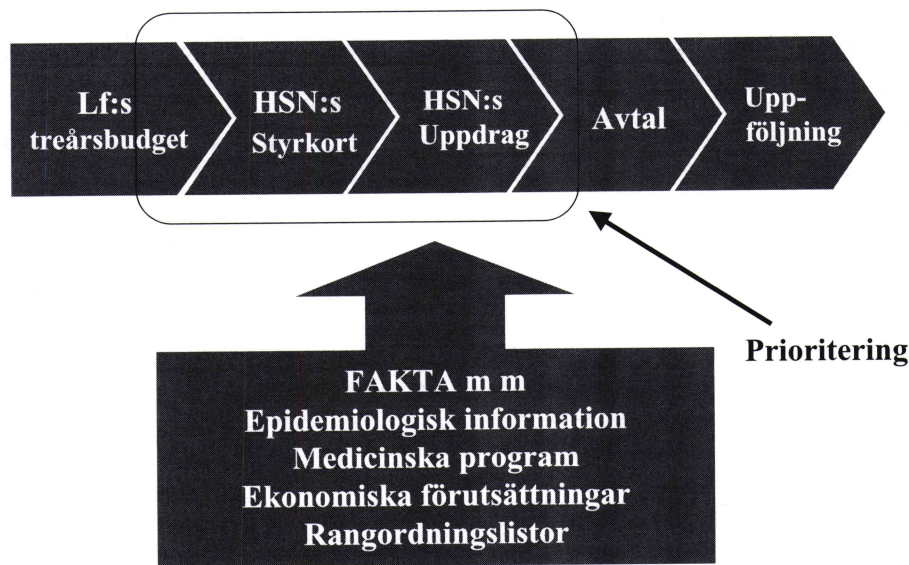 Lf:s
treårsbudget
HSN:s
Styrkort
HSN:s
Uppdrag
Avtal
Upp-
följning
Prioritering
FAKTA m m
Epidemiologisk information
Medicinska program
Ekonomiska förutsättningar
Rangordningslistor